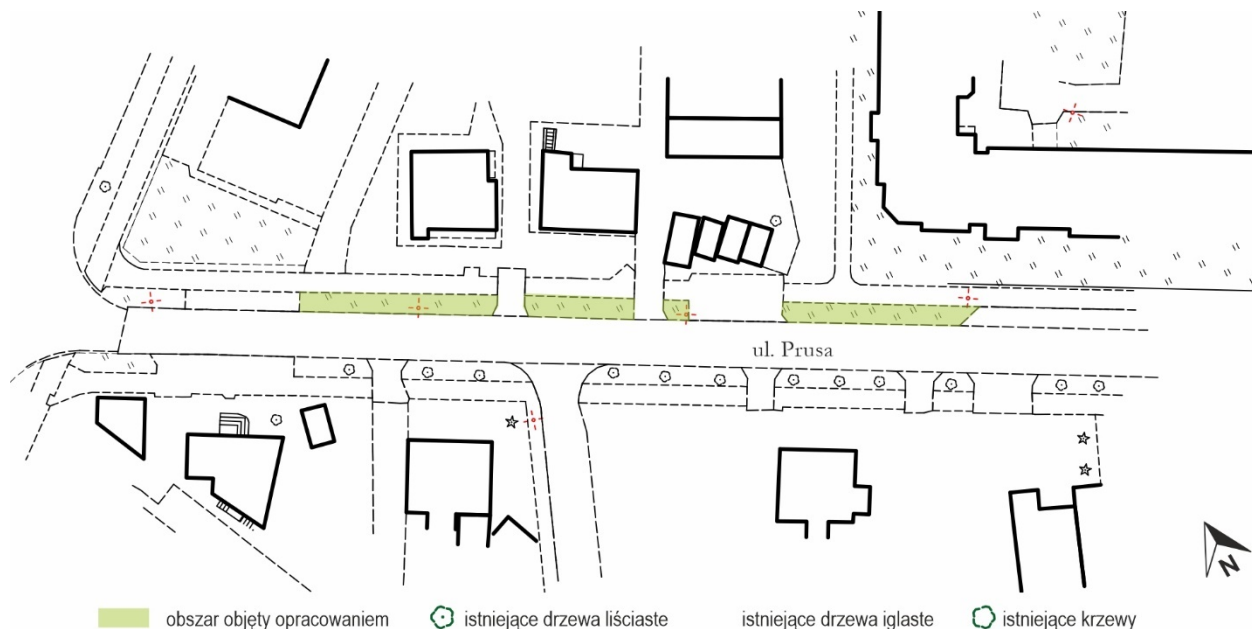 ul. Prusa
N
obszar objęty opracowaniem istniejące drzewa liściaste istniejące drzewa iglaste istniejące krzewy